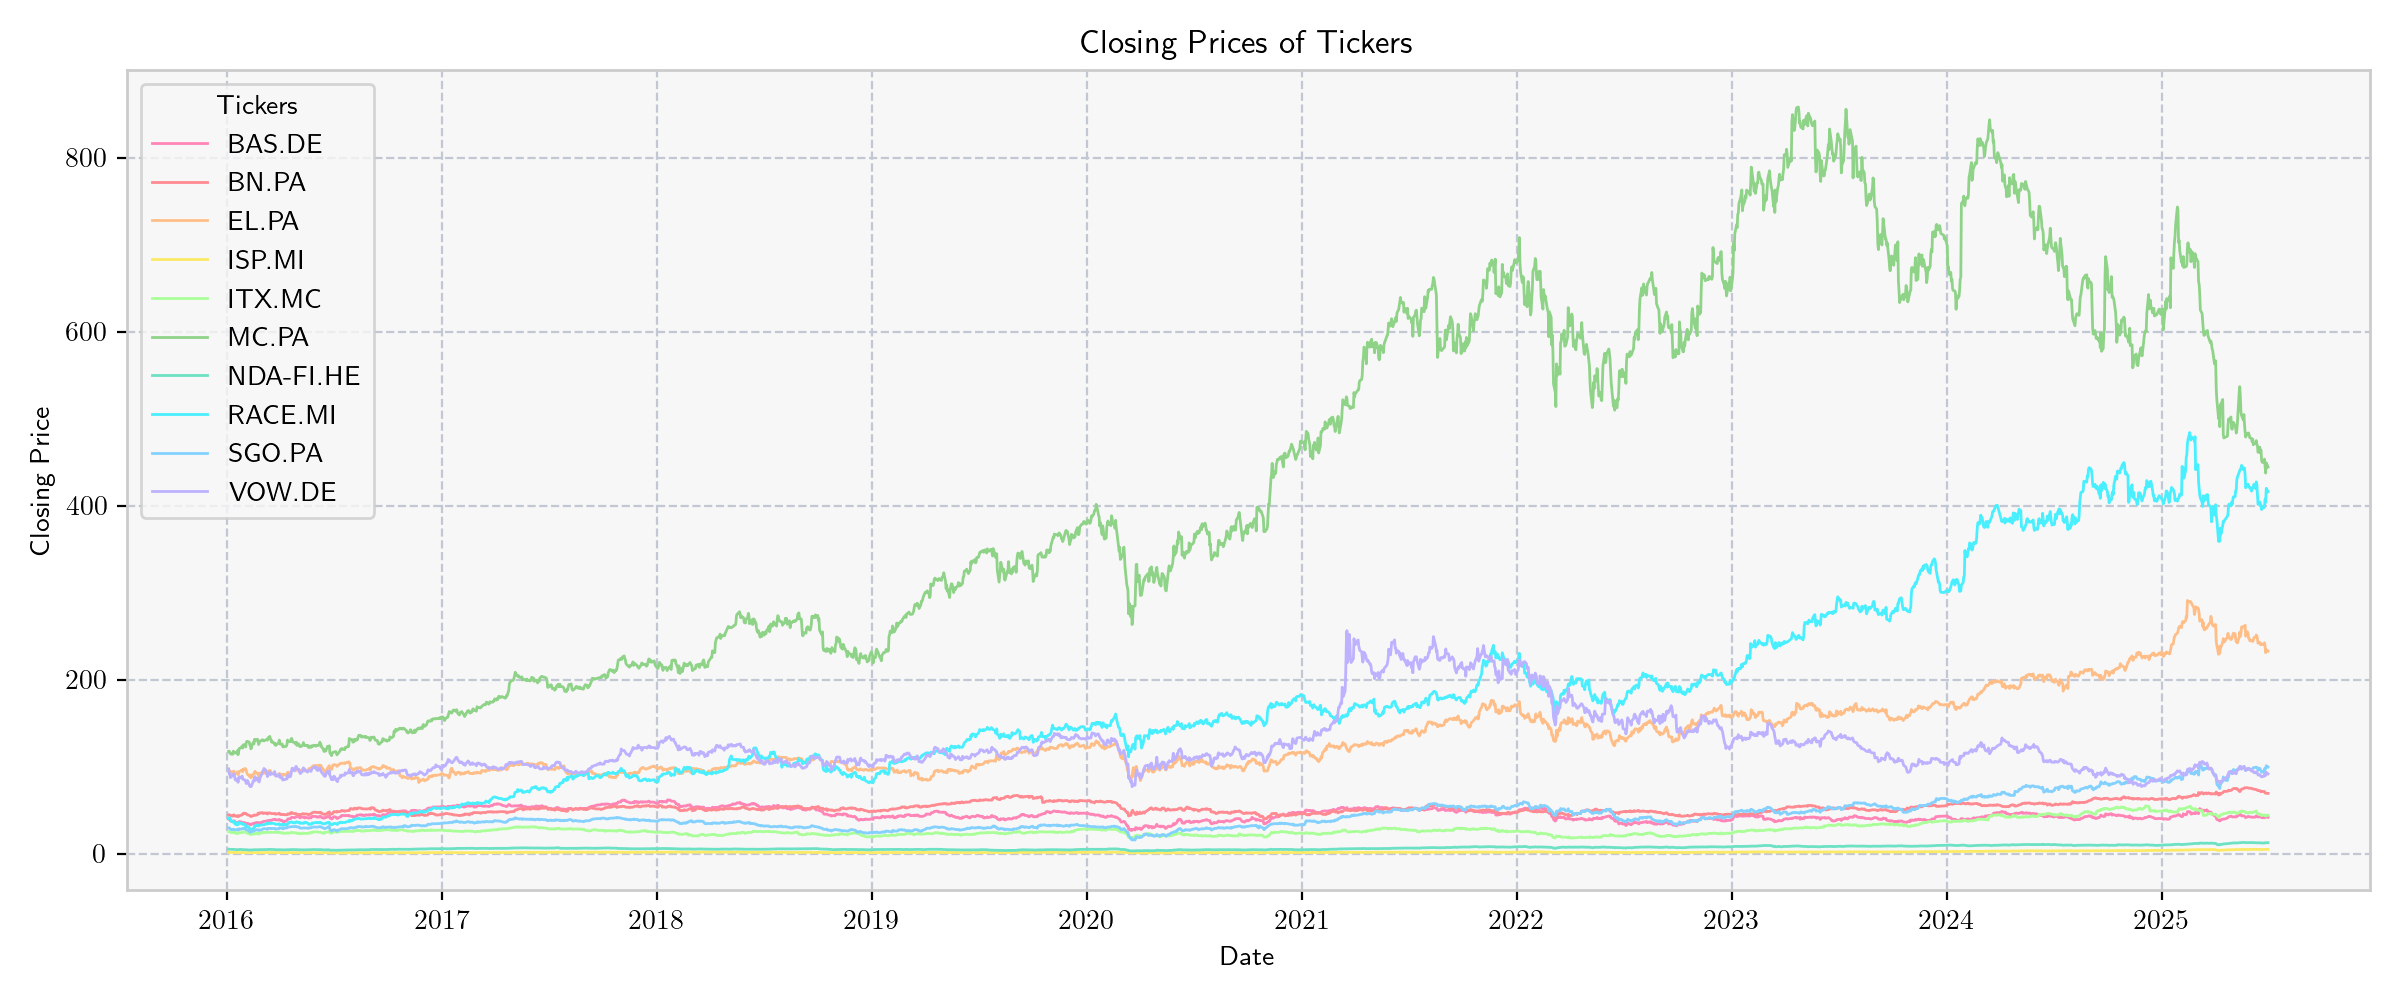 Closing Prices of Tickers
Tickers
BAS.DE
BN.PA
EL.PA
ISP.MI
ITX.MC
MC.PA
NDA-FI.HE
RACE.MI
SGO.PA
VOW.DE
Closing Price
800
600
400
200
0
2016 2017 2018 2019 2020 2021 2022 2023 2024 2025
Date